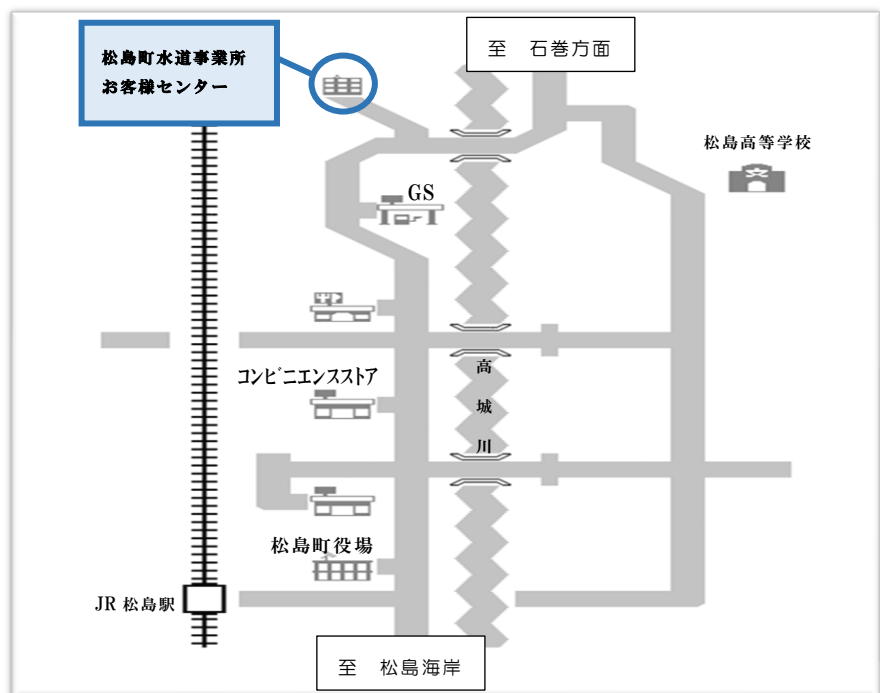 松島町水道事業所
お客様センター
至　石巻方面
松島高等学校
文
GS
コンビニエンスストア
高城川
松島町役場
JR 松島駅
至　松島海岸